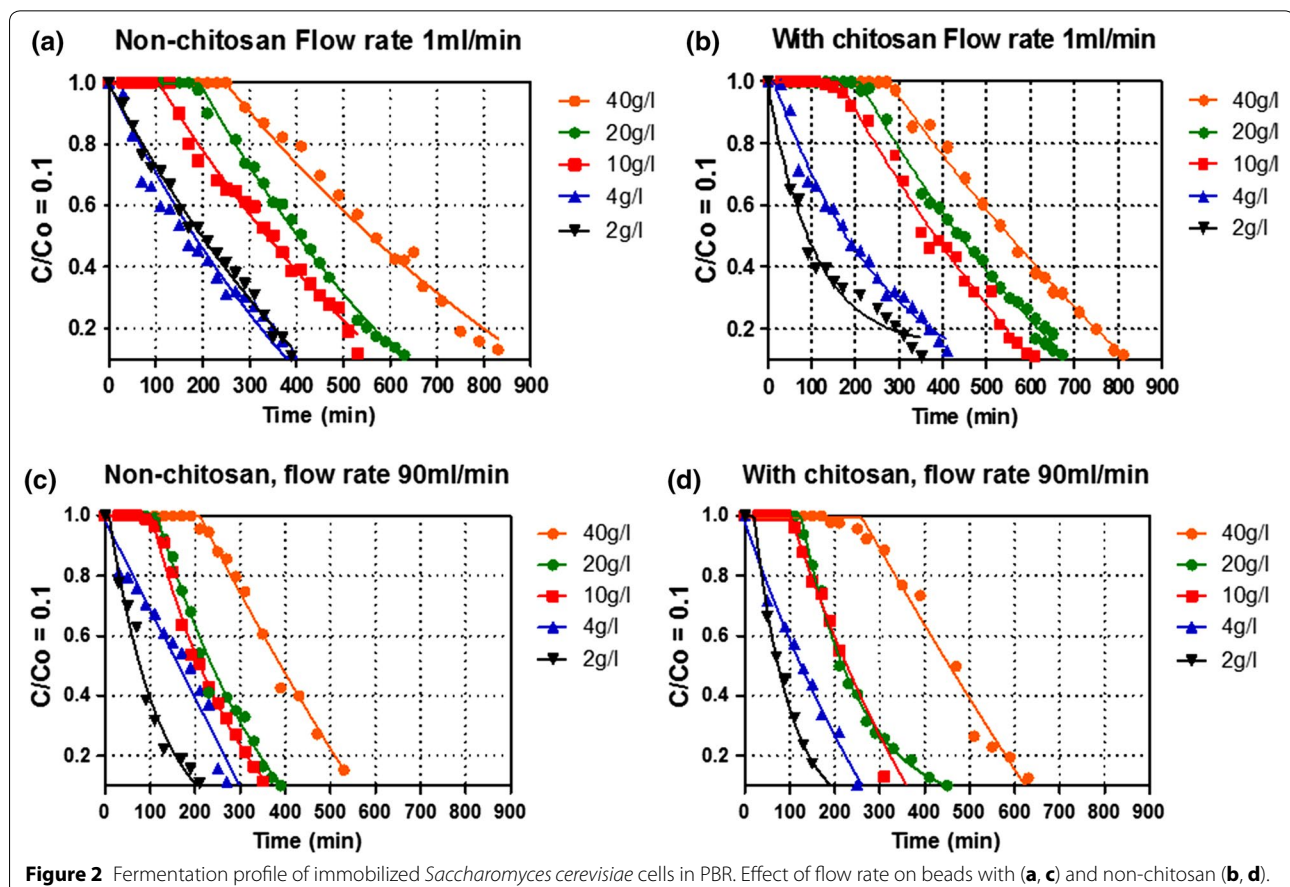 (a)
Non-chitosan Flow rate 1ml/min
C/Co = 0.1
1.0
0.8
0.6
0.4
0.2
0 100 200 300 400 500 600 700 800 900
Time (min)
40g/l
20g/l
10g/l
4g/l
2g/l
(b)
With chitosan Flow rate 1ml/min
C/Co = 0.1
1.0
0.8
0.6
0.4
0.2
0 100 200 300 400 500 600 700 800 900
Time (min)
40g/l
20g/l
10g/l
4g/l
2g/l
(c)
Non-chitosan, flow rate 90ml/min
C/Co = 0.1
1.0
0.8
0.6
0.4
0.2
0 100 200 300 400 500 600 700 800 900
Time (min)
40g/l
20g/l
10g/l
4g/l
2g/l
(d)
With chitosan, flow rate 90ml/min
C/Co = 0.1
1.0
0.8
0.6
0.4
0.2
0 100 200 300 400 500 600 700 800 900
Time (min)
40g/l
20g/l
10g/l
4g/l
2g/l
Figure 2 Fermentation profile of immobilized Saccharomyces cerevisiae cells in PBR. Effect of flow rate on beads with (a, c) and non-chitosan (b, d).